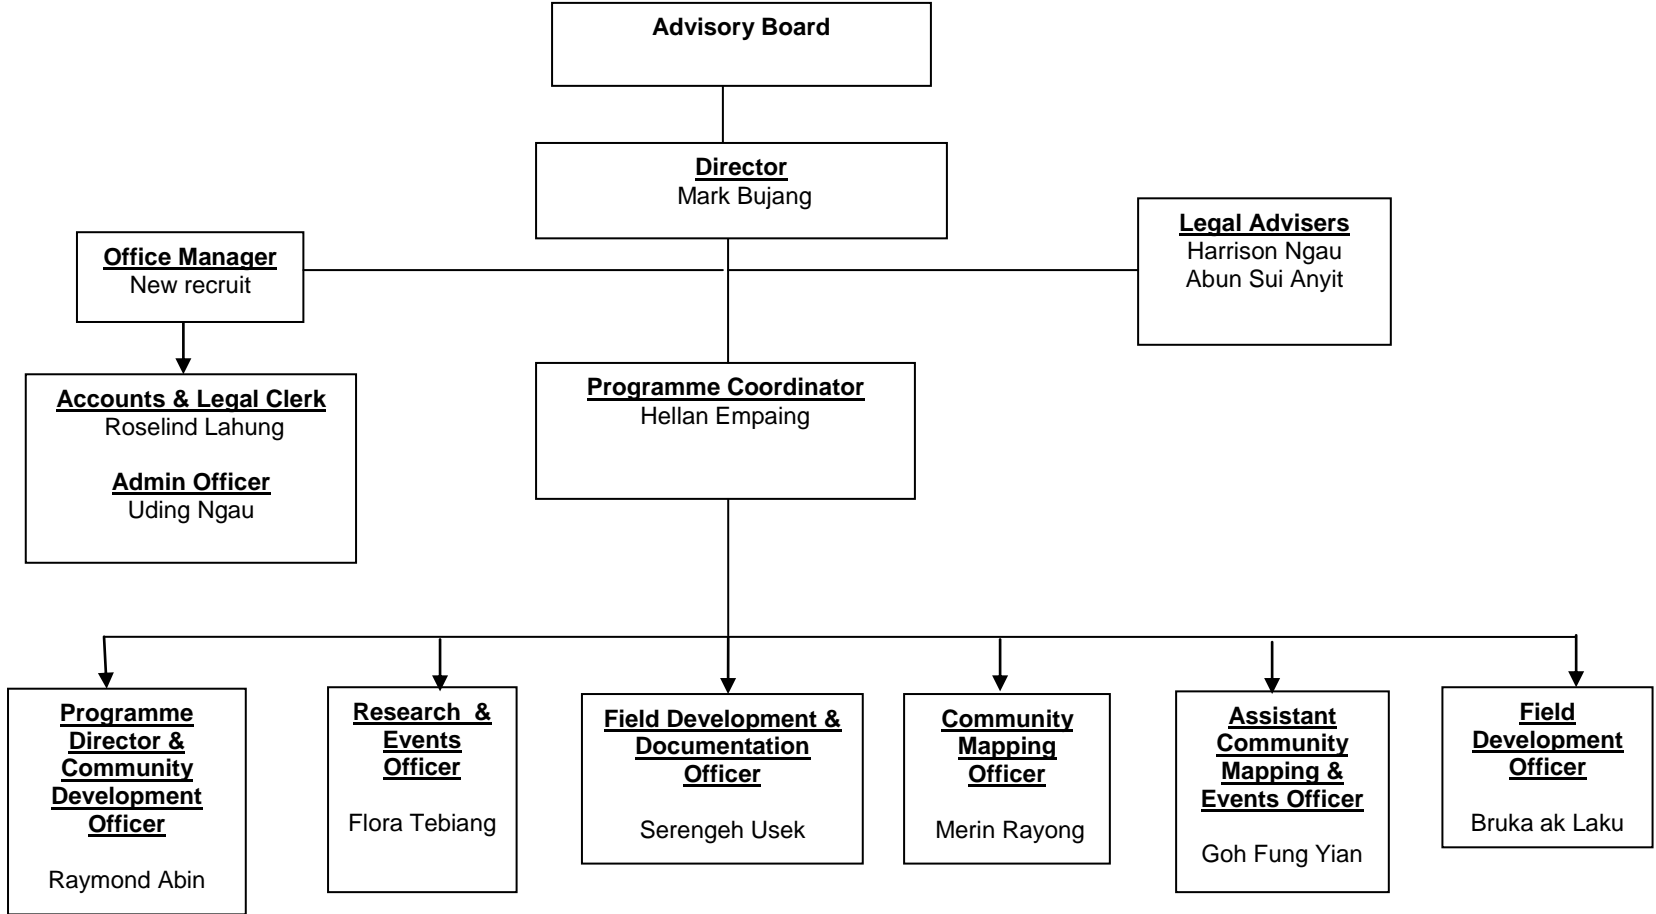 Advisory Board
Director
Mark Bujang
Legal Advisers
Harrison Ngau
Abun Sui Anyit
Office Manager
New recruit
Accounts & Legal Clerk
Roselind Lahung
Admin Officer
Uding Ngau
Programme Coordinator
Hellan Empaing
Programme
Director &
Community
Development
Officer
Raymond Abin
Research & 
Events
Officer
Flora Tebiang
Field Development &
Documentation
Officer
Serengeh Usek
Community
Mapping
Officer
Merin Rayong
Assistant
Community
Mapping &
Events Officer
Goh Fung Yian
Field
Development
Officer
Bruka ak Laku